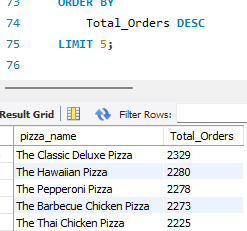 73 ORDER BY
74 Total_Orders DESC
75 LIMIT 5;
Result Grid Filter Rows:
pizza_name Total_Orders
The Classic Deluxe Pizza 2329
The Hawaiian Pizza 2280
The Pepperoni Pizza 2278
The Barbecue Chicken Pizza 2273
The Thai Chicken Pizza 2225